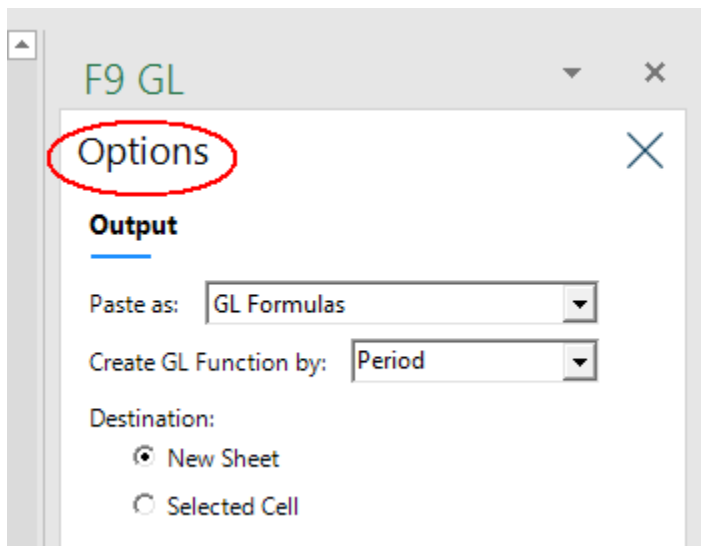 F9 GL
Options
Output
Paste as: GL Formulas
Create GL Function by: Period
Destination:
New Sheet
Selected Cell